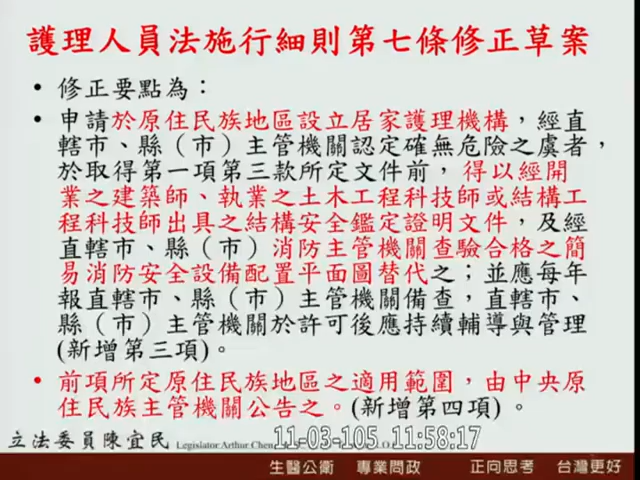 護理人員法施行細則第七條修正草案
• 修正要點為：
• 申請於原住民族地區設立居家護理機構，經直
轄市、縣（市）主管機關認定確無危險之虞者，
於取得第一項第三款所定文件前，得以經開
業之建築師、執業之土木工程科技師或結構工
程科技師出具之結構安全鑑定證明文件，及經
直轄市、縣（市）消防主管機關查驗合格之簡
易消防安全設備配置平面圖替代之；並應每年
報直轄市、縣（市）主管機關備查，直轄市、
縣（市）主管機關於許可後應持續輔導與管理
(新增第三項)。
• 前項所定原住民族地區之適用範圍，由中央原
住民族主管機關公告之。(新增第四項)。
立法委員陳宜民 Legislator Arthur Chen
11-03-105 11:58:17
生醫公衛 專業問政 正向思考 台灣更好